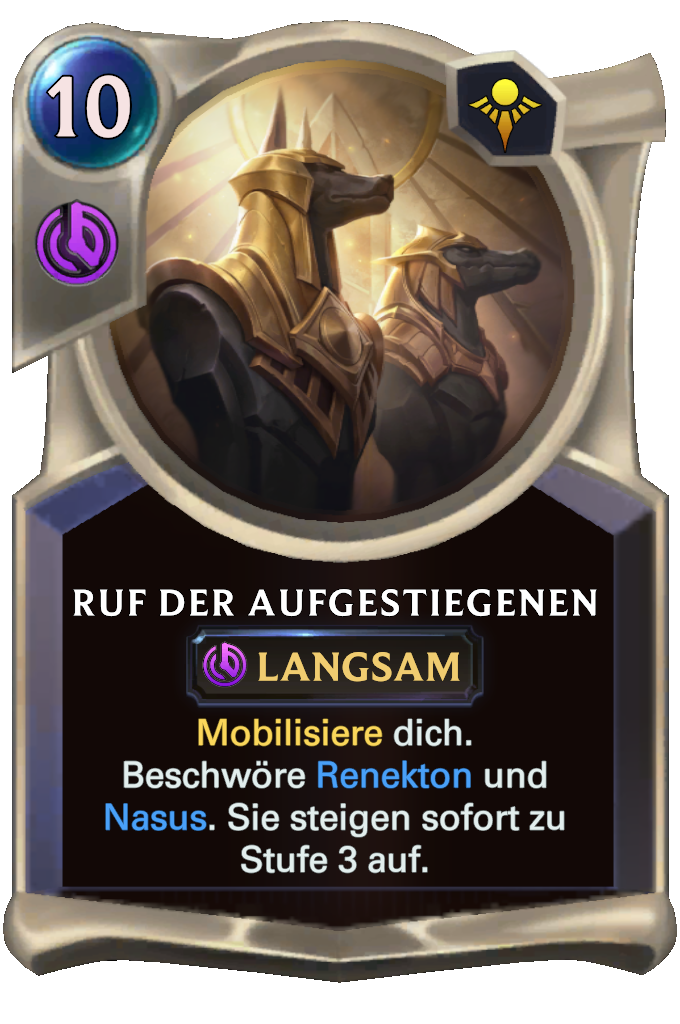 10
RUF DER AUFGESTIEGENEN
LANGSAM
Mobilisiere dich.
Beschwöre Renekton und
Nasus. Sie steigen sofort zu
Stufe 3 auf.